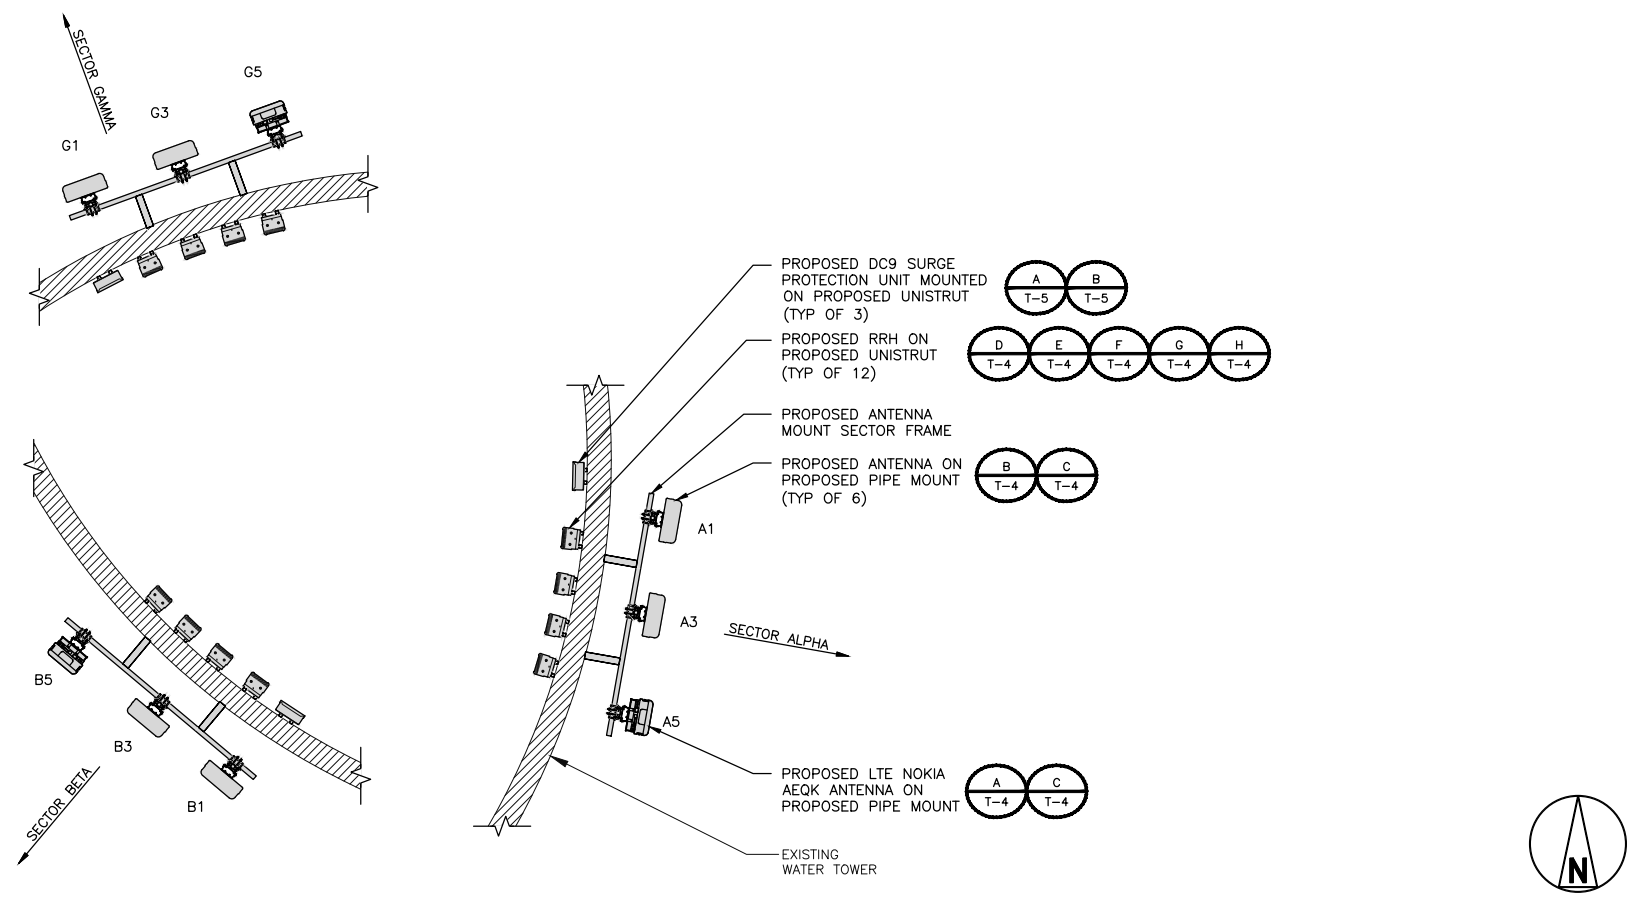 SECTOR GAMMA
G5
G3
G1
PROPOSED DC9 SURGE
PROTECTION UNIT MOUNTED
ON PROPOSED UNISTRUT
(TYP OF 3)
A
T-5
B
T-5
PROPOSED RRH ON
PROPOSED UNISTRUT
(TYP OF 12)
D
T-4
E
T-4
F
T-4
G
T-4
H
T-4
PROPOSED ANTENNA
MOUNT SECTOR FRAME
PROPOSED ANTENNA ON
PROPOSED PIPE MOUNT
(TYP OF 6)
B
T-4
C
T-4
A1
A3
SECTOR ALPHA
A5
B5
B3
B1
SECTOR BETA
PROPOSED LTE NOKIA
AEQK ANTENNA ON
PROPOSED PIPE MOUNT
A
T-4
C
T-4
EXISTING
WATER TOWER
N